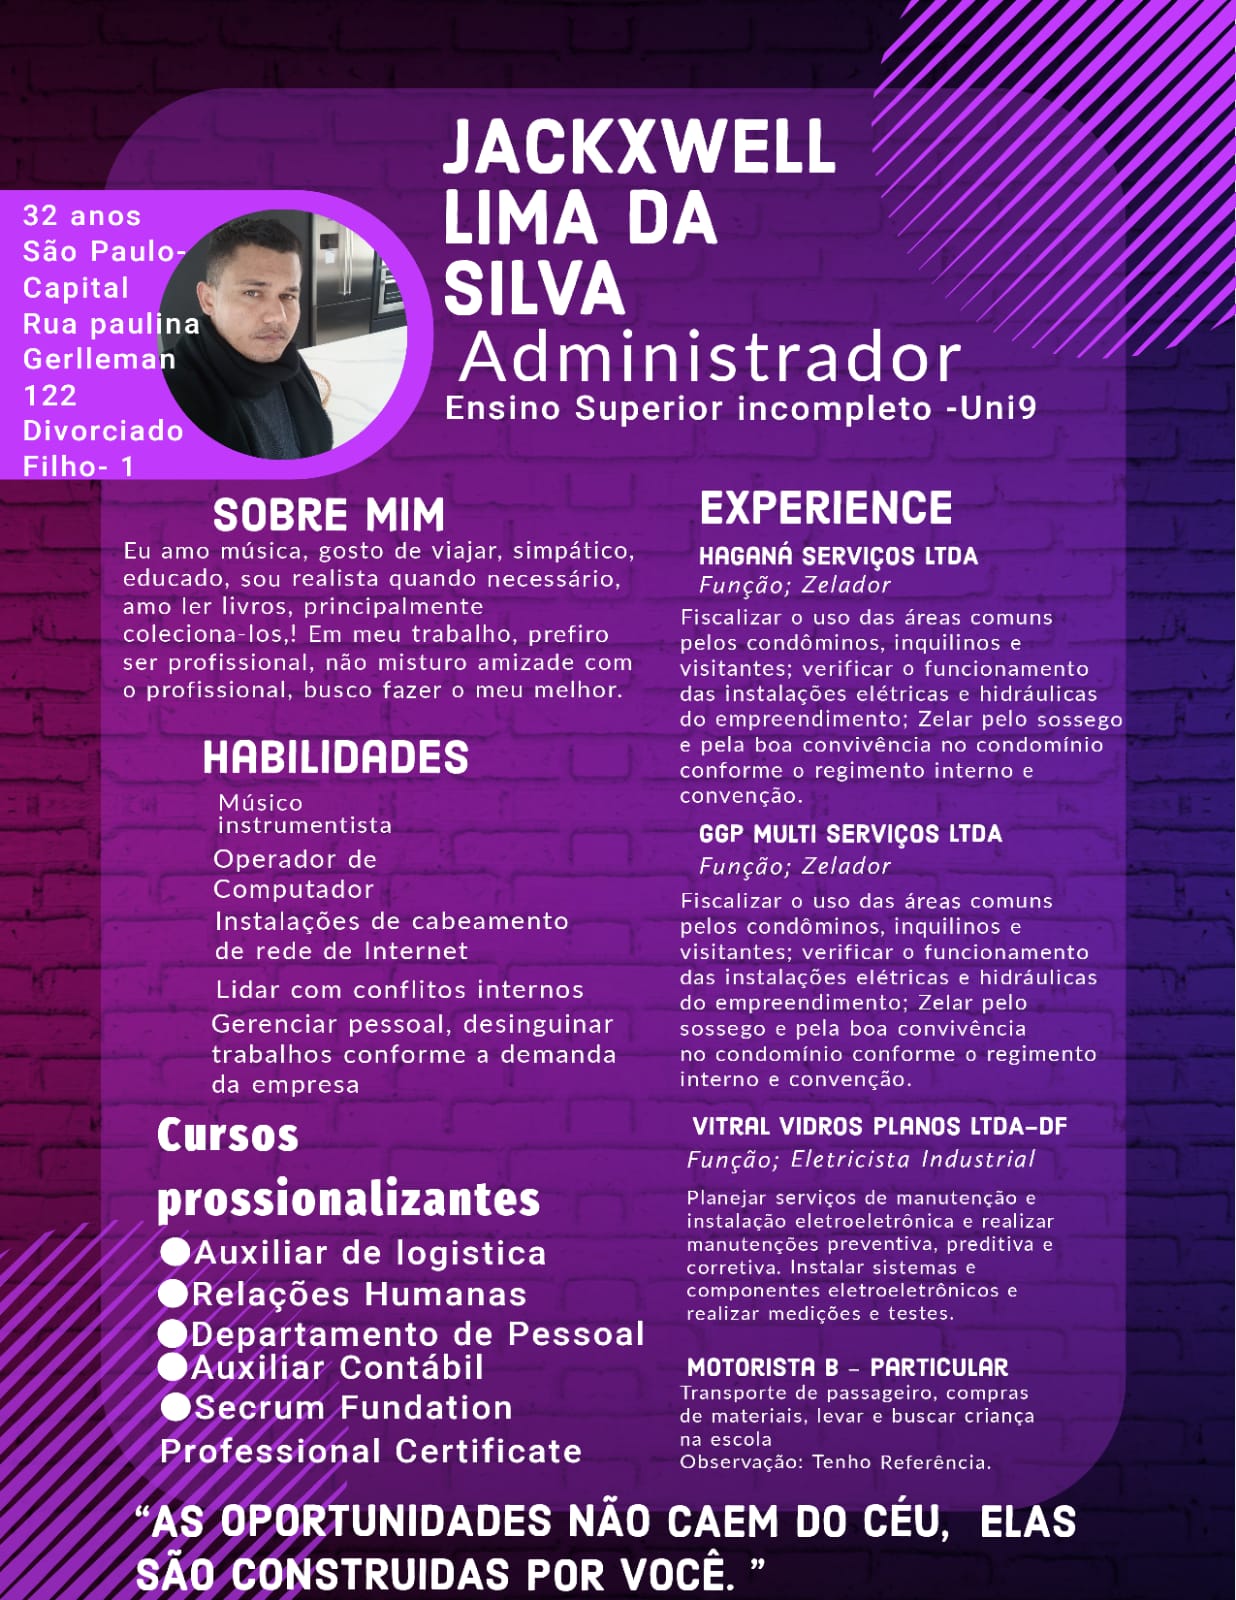 JACKXWELL
LIMA DA
SILVA
Administrador
Ensino Superior incompleto -Uni9
32 anos
São Paulo-
Capital
Rua paulina
Gerlleman
122
Divorciado
Filho- 1
SOBRE MIM
Eu amo música, gosto de viajar, simpático,
educado, sou realista quando necessário,
amo ler livros, principalmente
coleciona-los,! Em meu trabalho, prefiro
ser profissional, não misturo amizade com
o profissional, busco fazer o meu melhor.
HABILIDADES
Músico
instrumentista
Operador de
Computador
Instalações de cabeamento
de rede de Internet
Lidar com conflitos internos
Gerenciar pessoal, desinguinar
trabalhos conforme a demanda
da empresa
Cursos
prossionalizantes
●Auxiliar de logistica
●Relações Humanas
●Departamento de Pessoal
●Auxiliar Contábil
●Secrum Fundation
Professional Certificate
EXPERIENCE
HAGANÁ SERVIÇOS LTDA
Função; Zelador
Fiscalizar o uso das áreas comuns
pelos condôminos, inquilinos e
visitantes; verificar o funcionamento
das instalações elétricas e hidráulicas
do empreendimento; Zelar pelo sossego
e pela boa convivência no condomínio
conforme o regimento interno e
convenção.
GGP MULTI SERVIÇOS LTDA
Função; Zelador
Fiscalizar o uso das áreas comuns
pelos condôminos, inquilinos e
visitantes; verificar o funcionamento
das instalações elétricas e hidráulicas
do empreendimento; Zelar pelo
sossego e pela boa convivência
no condomínio conforme o regimento
interno e convenção.
VITRAL VIDROS PLANOS LTDA-DF
Função; Eletricista Industrial
Planejar serviços de manutenção e
instalação eletroeletrônica e realizar
manutenções preventiva, preditiva e
corretiva. Instalar sistemas e
componentes eletroeletrônicos e
realizar medições e testes.
MOTORISTA B - PARTICULAR
Transporte de passageiro, compras
de materiais, levar e buscar criança
na escola
Observação: Tenho Referência.
“AS OPORTUNIDADES NÃO CAEM DO CÉU, ELAS
SÃO CONSTRUIDAS POR VOCÊ. ”